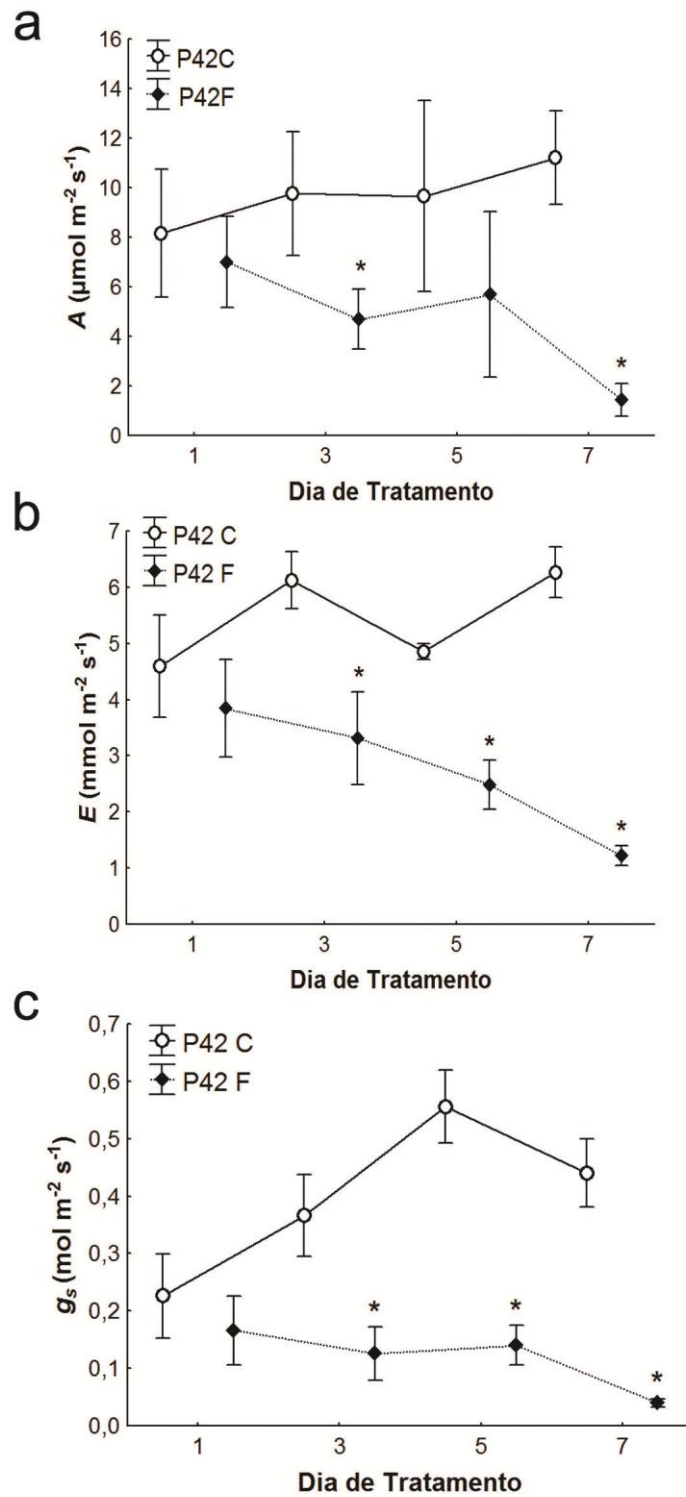 a
P42C
P42F
16
14
12
10
8
6
4
2
0
A (µmol m-2 s-1)
*
*
1 3 5 7
Dia de Tratamento
b
P42 C
P42 F
7
6
5
4
3
2
1
0
E (mmol m-2 s-1)
*
*
*
1 3 5 7
Dia de Tratamento
c
P42 C
P42 F
0,7
0,6
0,5
0,4
0,3
0,2
0,1
0,0
gs (mol m-2 s-1)
*
*
*
1 3 5 7
Dia de Tratamento